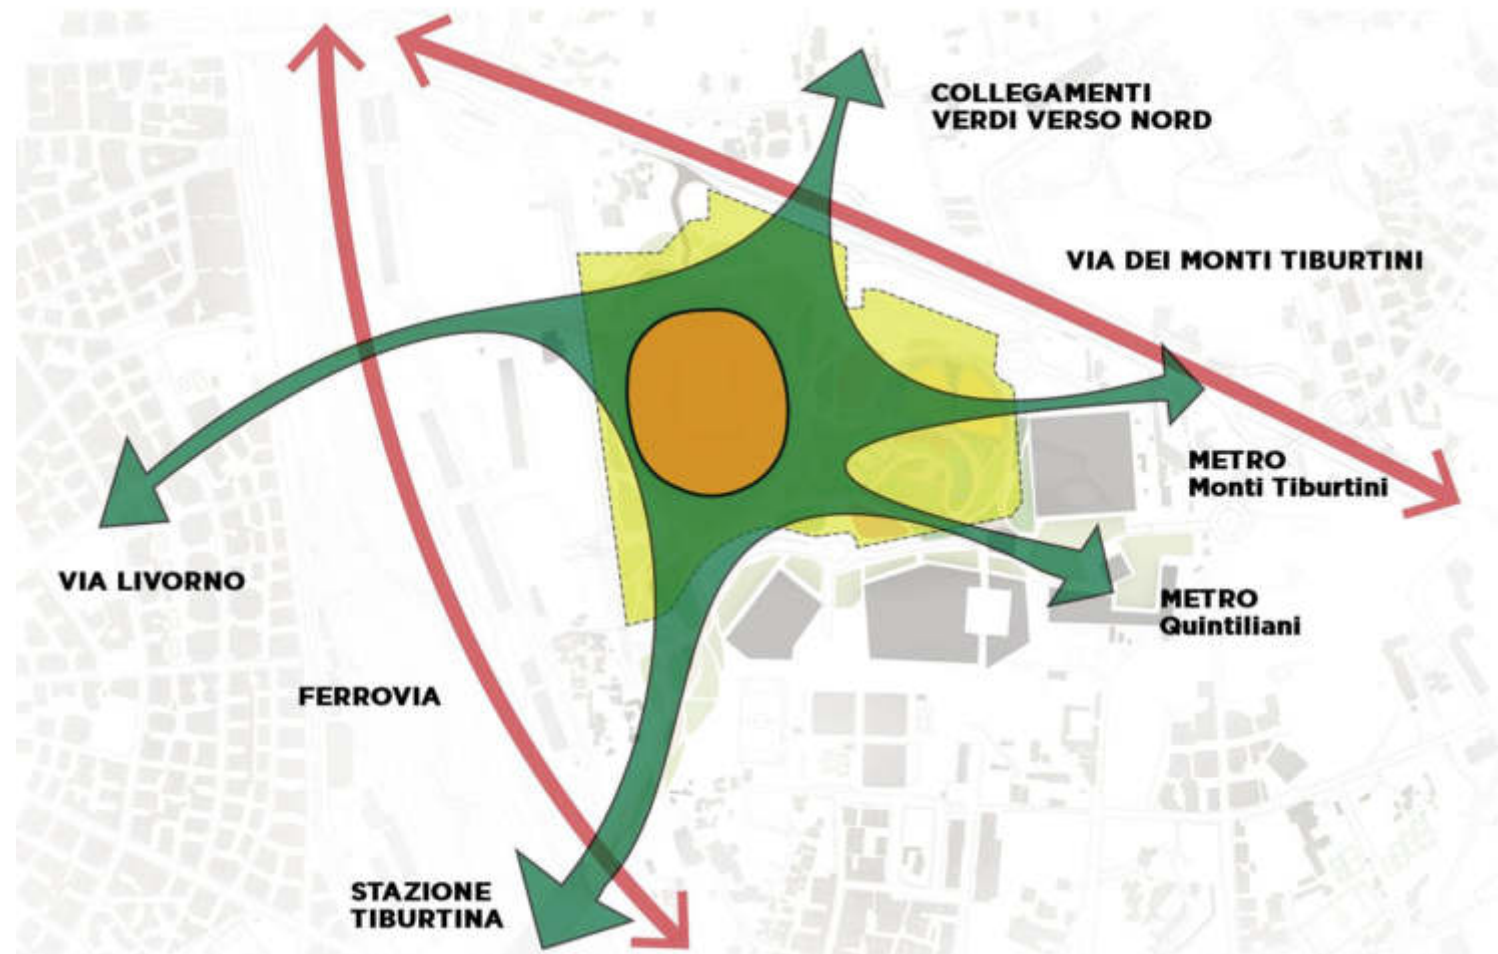 COLLEGAMENTI
VERDI VERSO NORD
VIA DEI MONTI TIBURTINI
METRO
Monti Tiburtini
VIA LIVORNO
METRO
Quintiliani
FERROVIA
STAZIONE
TIBURTINA